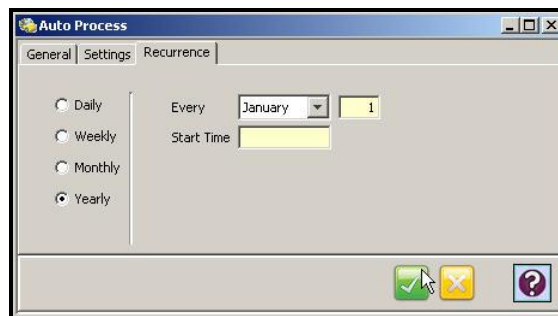 Auto Process
General Settings Recurrence
Daily Every January 1
Weekly Start Time
Monthly
Yearly
?